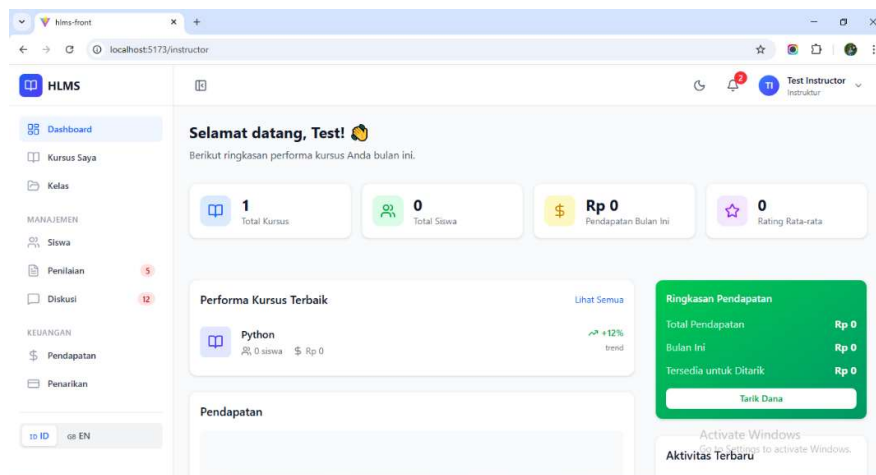 hlms-front
localhost:5173/instructor
HLMS
2
TI
Test Instructor
Instruktur
Dashboard
Kursus Saya
Kelas
MANAJEMEN
Siswa
Penilaian 5
Diskusi 12
KEUANGAN
Pendapatan
Penarikan
ID ID GB EN
Selamat datang, Test!
Berikut ringkasan performa kursus Anda bulan ini.
1
Total Kursus
0
Total Siswa
$
Rp 0
Pendapatan Bulan Ini
0
Rating Rata-rata
Performa Kursus Terbaik Lihat Semua
Python
0 siswa $ Rp 0
+12%
trend
Pendapatan
Ringkasan Pendapatan
Total Pendapatan Rp 0
Bulan Ini Rp 0
Tersedia untuk Ditarik Rp 0
Tarik Dana
Activate Windows
Go to Settings to activate Windows.
Aktivitas Terbaru